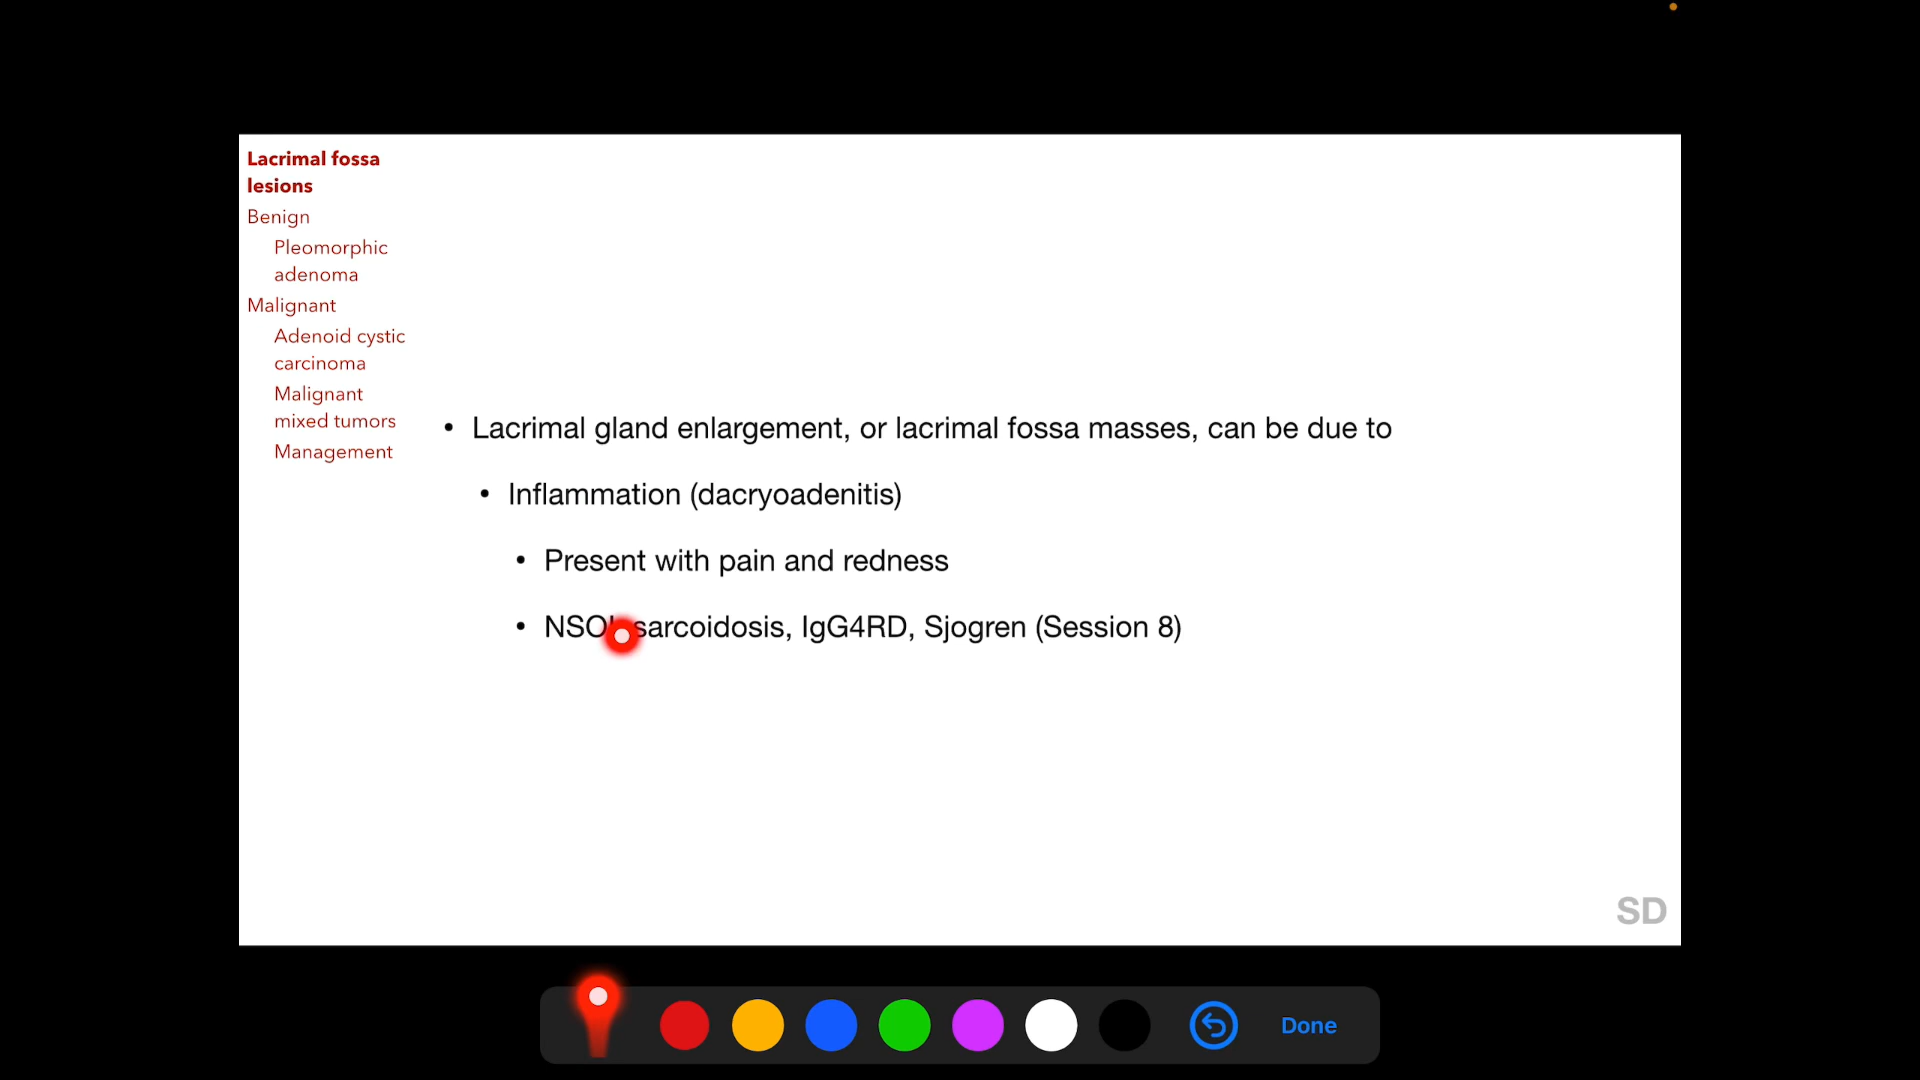 Lacrimal fossa
lesions
Benign
Pleomorphic
adenoma
Malignant
Adenoid cystic
carcinoma
Malignant
mixed tumors
Management
• Lacrimal gland enlargement, or lacrimal fossa masses, can be due to
• Inflammation (dacryoadenitis)
• Present with pain and redness
• sarcoidosis, IgG4RD, Sjogren (Session 8)
SD
Done